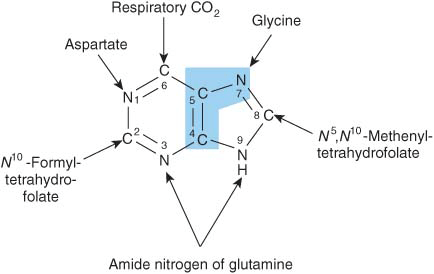 Respiratory CO2
Glycine
Aspartate
C
6
N
7
N1
5
C
8
C
C
2
4
C
9
3
N
N
H
N10 -Formyl-
tetrahydro-
folate
N5,N10-Methenyl-
tetrahydrofolate
Amide nitrogen of glutamine